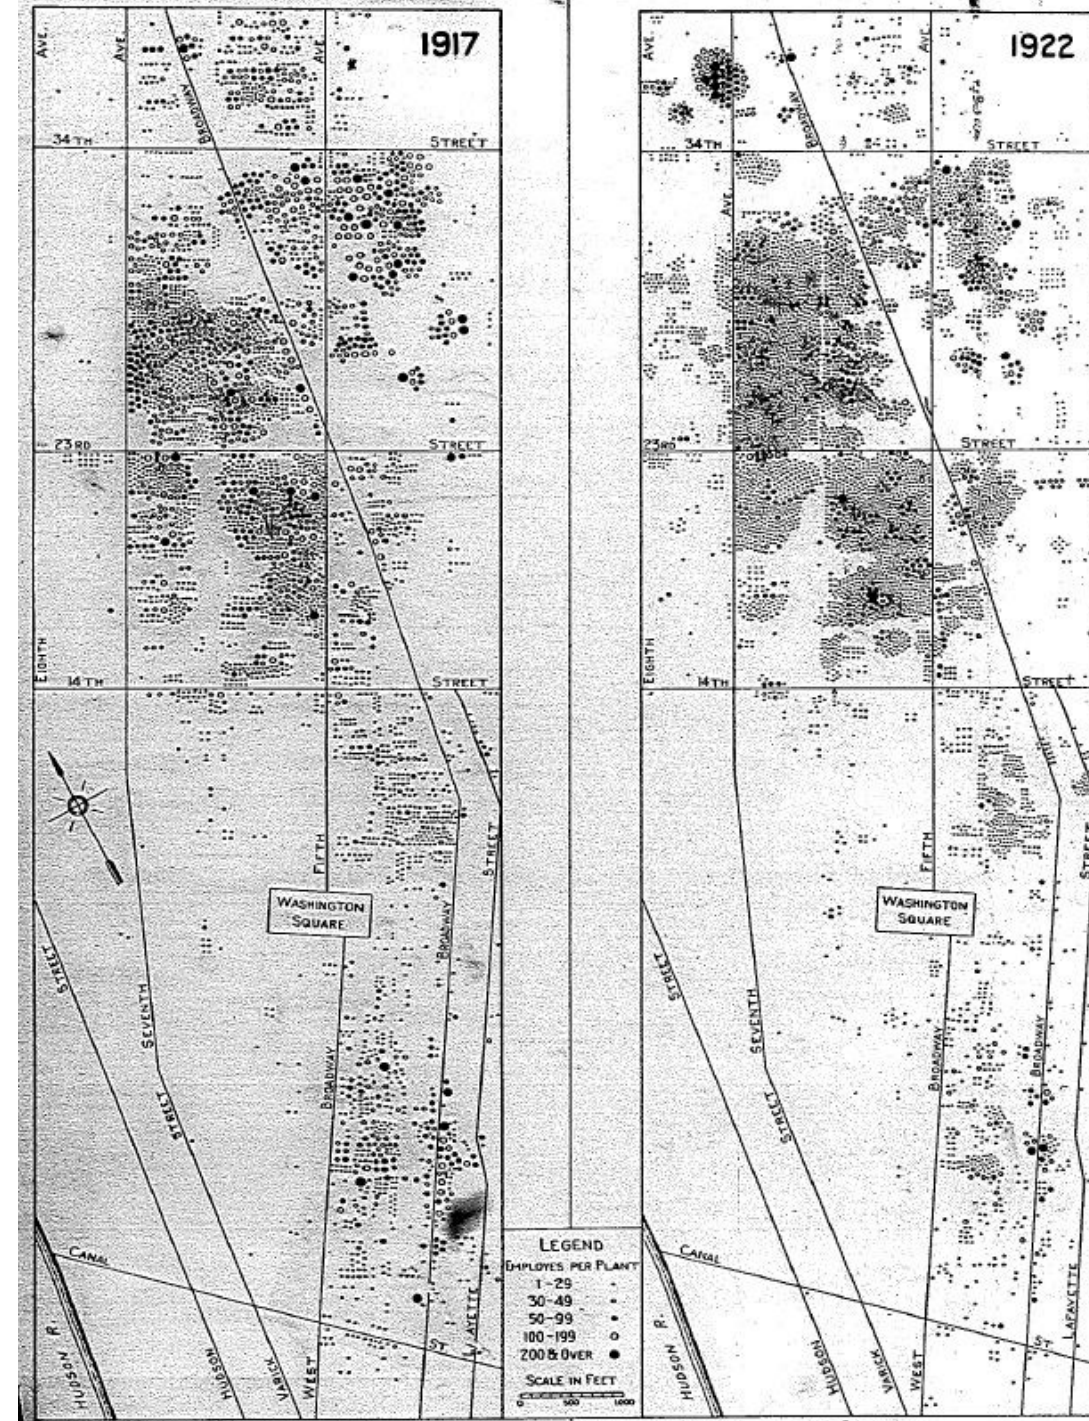 1917
AVE.
AVE.
AVE.
BROADWAY
34TH
STREET
23RD
STREET
EIGHTH
14TH
STREET
FIFTH
STREET
WASHINGTON
SQUARE
BROADWAY
STREET
SEVENTH
BROADWAY
STREET
CANAL
ST.
LAFAYETTE
HUDSON R.
HUDSON
VARICK
WEST
LEGEND
EMPLOYES PER PLANT
1-29
30-49
50-99
100-199
200 & OVER
SCALE IN FEET
0 500 1000
1922
AVE.
AVE.
BROADWAY
34TH
STREET
AVE.
23RD
STREET
EIGHTH
14TH
STREET
FIFTH
STREET
WASHINGTON
SQUARE
STREET
SEVENTH
BROADWAY
BROADWAY
STREET
CANAL
ST.
LAFAYETTE
HUDSON R.
HUDSON
VARICK
WEST